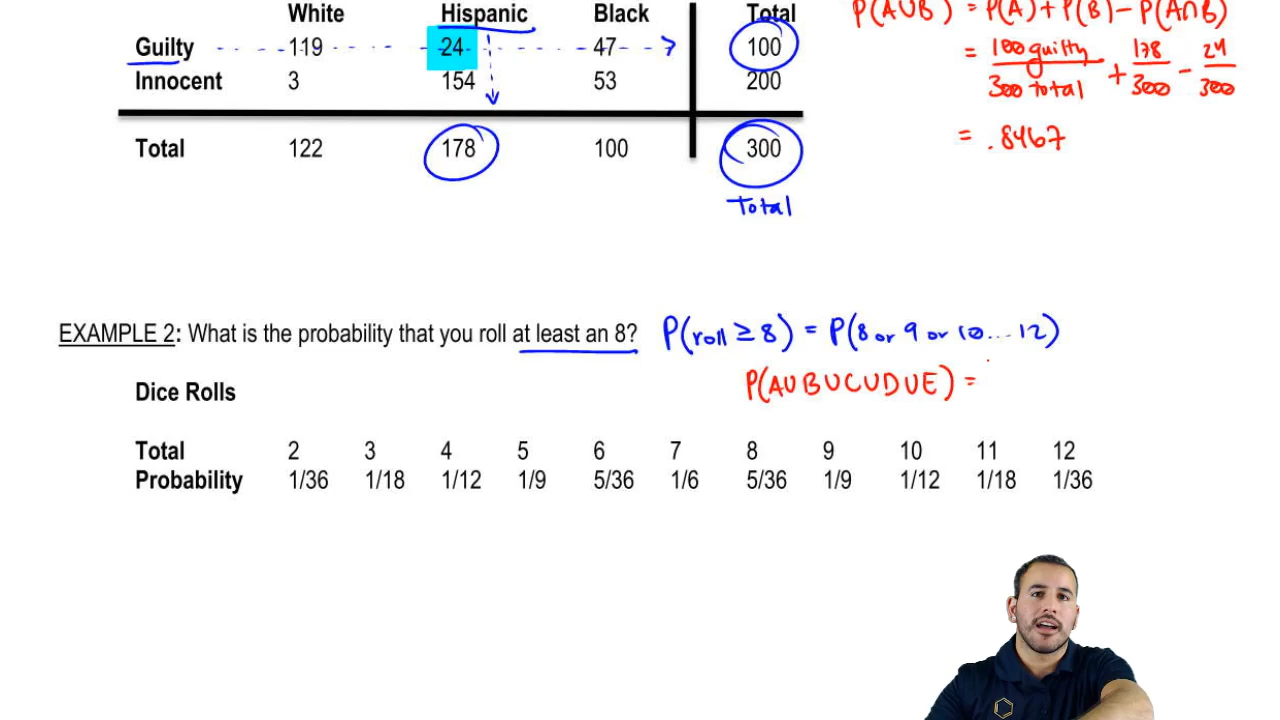 White Hispanic Black Total
P(A∪B) = P(A) + P(B) - P(A∩B)
Guilty 119 24 47 100
= 100 guilty / 300 total + 178/300 - 24/300
Innocent 3 154 53 200
= .8467
Total 122 178 100 300
Total
EXAMPLE 2: What is the probability that you roll at least an 8? P(roll ≥ 8) = P(8 or 9 or 10...12)
P(A∪B∪C∪D∪E) =
Dice Rolls
Total 2 3 4 5 6 7 8 9 10 11 12
Probability 1/36 1/18 1/12 1/9 5/36 1/6 5/36 1/9 1/12 1/18 1/36